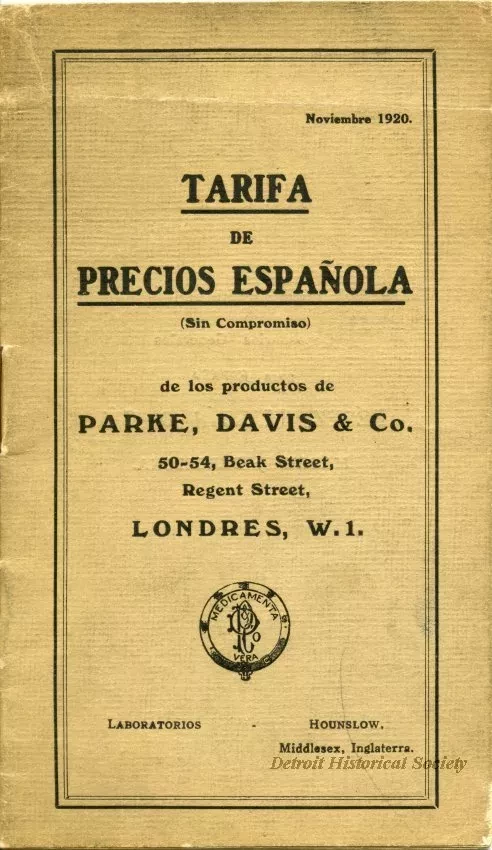 Noviembre 1920.
TARIFA
DE
PRECIOS ESPAÑOLA
(Sin Compromiso)
de los productos de
PARKE, DAVIS & Co.
50-54, Beak Street,
Regent Street,
LONDRES, W.1.
MEDICAMENTA
VERA
LABORATORIOS - HOUNSLOW.
Middlesex, Inglaterra.
Detroit Historical Society